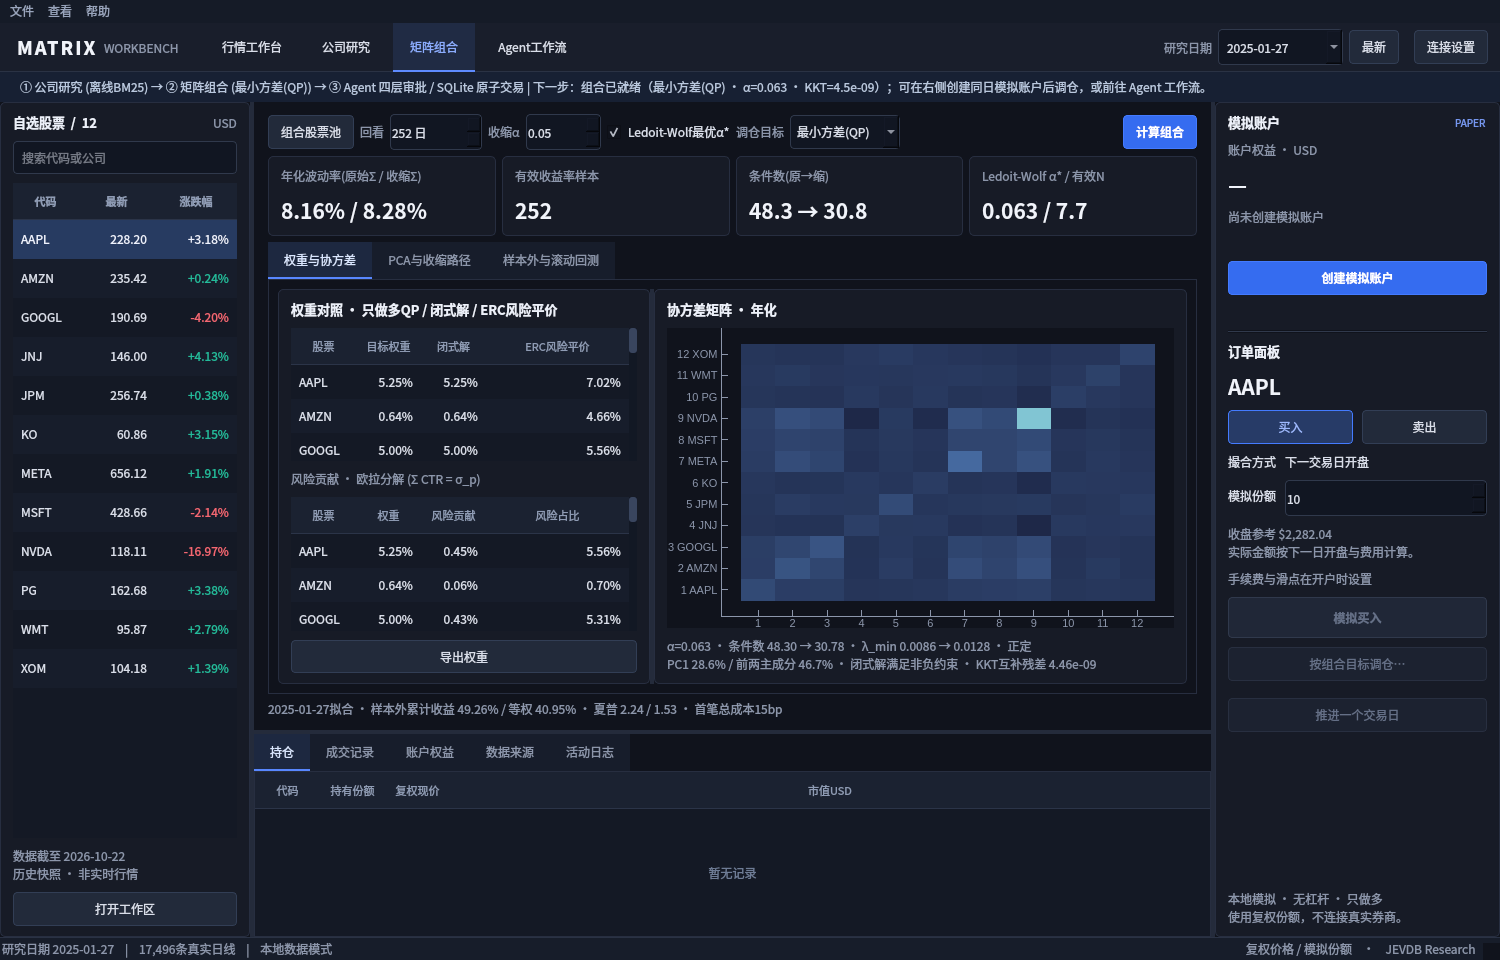 文件 查看 帮助
MATRIX WORKBENCH 行情工作台 公司研究 矩阵组合 Agent工作流 研究日期 2025-01-27 最新 连接设置
① 公司研究 (离线BM25) → ② 矩阵组合 (最小方差(QP)) → ③ Agent 四层审批 / SQLite 原子交易 | 下一步：组合已就绪（最小方差(QP) · α=0.063 · KKT=4.5e-09）；可在右侧创建同日模拟账户后调仓，或前往 Agent 工作流。
自选股票 / 12 USD
搜索代码或公司
代码 最新 涨跌幅
AAPL 228.20 +3.18%
AMZN 235.42 +0.24%
GOOGL 190.69 -4.20%
JNJ 146.00 +4.13%
JPM 256.74 +0.38%
KO 60.86 +3.15%
META 656.12 +1.91%
MSFT 428.66 -2.14%
NVDA 118.11 -16.97%
PG 162.68 +3.38%
WMT 95.87 +2.79%
XOM 104.18 +1.39%
数据截至 2026-10-22
历史快照 · 非实时行情
打开工作区
组合股票池 回看 252 日 收缩α 0.05 ✓ Ledoit-Wolf最优α* 调仓目标 最小方差(QP) 计算组合
年化波动率(原始Σ / 收缩Σ)
8.16% / 8.28%
有效收益率样本
252
条件数(原→缩)
48.3 → 30.8
Ledoit-Wolf α* / 有效N
0.063 / 7.7
权重与协方差 PCA与收缩路径 样本外与滚动回测
权重对照 · 只做多QP / 闭式解 / ERC风险平价
股票 目标权重 闭式解 ERC风险平价
AAPL 5.25% 5.25% 7.02%
AMZN 0.64% 0.64% 4.66%
GOOGL 5.00% 5.00% 5.56%
风险贡献 · 欧拉分解 (Σ CTR = σ_p)
股票 权重 风险贡献 风险占比
AAPL 5.25% 0.45% 5.56%
AMZN 0.64% 0.06% 0.70%
GOOGL 5.00% 0.43% 5.31%
导出权重
协方差矩阵 · 年化
12 XOM
11 WMT
10 PG
9 NVDA
8 MSFT
7 META
6 KO
5 JPM
4 JNJ
3 GOOGL
2 AMZN
1 AAPL
1 2 3 4 5 6 7 8 9 10 11 12
α=0.063 · 条件数 48.30 → 30.78 · λ_min 0.0086 → 0.0128 · 正定
PC1 28.6% / 前两主成分 46.7% · 闭式解满足非负约束 · KKT互补残差 4.46e-09
2025-01-27拟合 · 样本外累计收益 49.26% / 等权 40.95% · 夏普 2.24 / 1.53 · 首笔总成本15bp
持仓 成交记录 账户权益 数据来源 活动日志
代码 持有份额 复权现价 市值USD
暂无记录
模拟账户 PAPER
账户权益 · USD
—
尚未创建模拟账户
创建模拟账户
订单面板
AAPL
买入 卖出
撮合方式 下一交易日开盘
模拟份额 10
收盘参考 $2,282.04
实际金额按下一日开盘与费用计算。
手续费与滑点在开户时设置
模拟买入
按组合目标调仓…
推进一个交易日
本地模拟 · 无杠杆 · 只做多
使用复权份额，不连接真实券商。
研究日期 2025-01-27 | 17,496条真实日线 | 本地数据模式 复权价格 / 模拟份额 · JEVDB Research